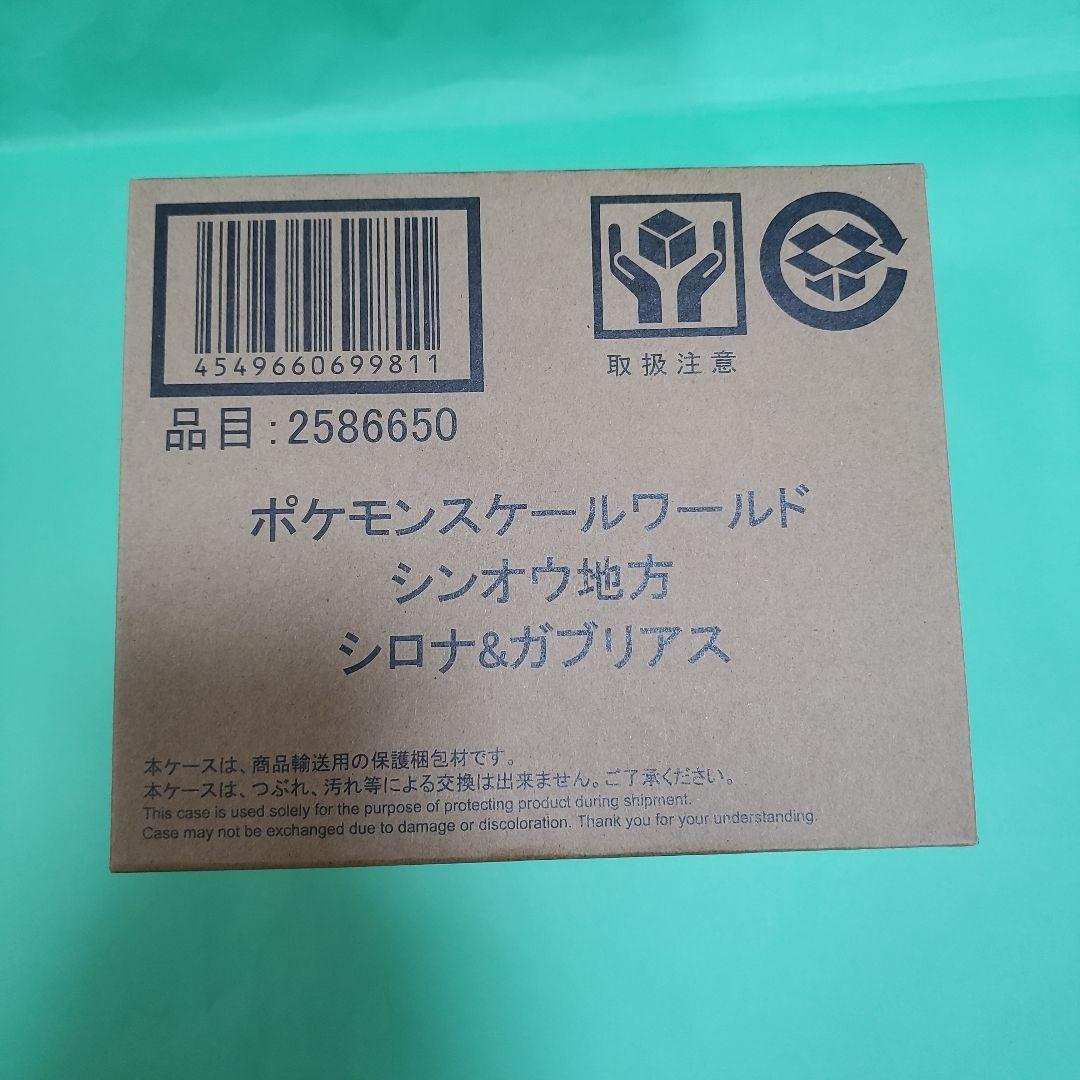 4549660699811
取扱注意
品目:2586650
ポケモンスケールワールド
シンオウ地方
シロナ&ガブリアス
本ケースは、商品輸送用の保護梱包材です。
本ケースは、つぶれ、汚れ等による交換は出来ません。ご了承ください。
This case is used solely for the purpose of protecting product during shipment.
Case may not be exchanged due to damage or discoloration. Thank you for your understanding.